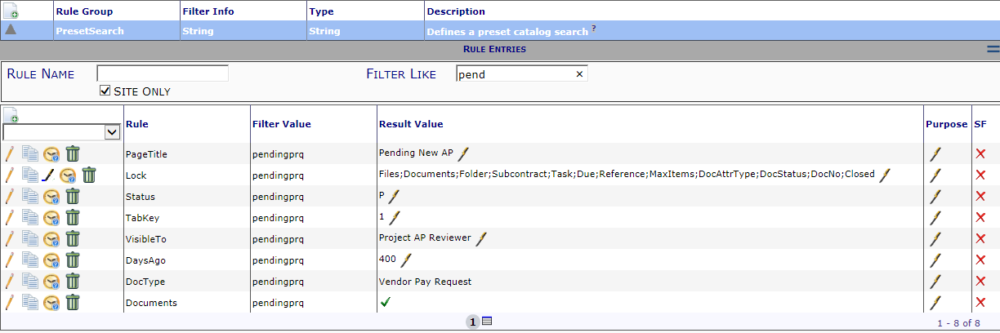 Rule Group Filter Info Type Description
PresetSearch String String Defines a preset catalog search ?
RULE ENTRIES
RULE NAME FILTER LIKE pend ×
SITE ONLY
Rule Filter Value Result Value Purpose SF
PageTitle pendingprq Pending New AP
Lock pendingprq Files;Documents;Folder;Subcontract;Task;Due;Reference;MaxItems;DocAttrType;DocStatus;DocNo;Closed
Status pendingprq P
TabKey pendingprq 1
VisibleTo pendingprq Project AP Reviewer
DaysAgo pendingprq 400
DocType pendingprq Vendor Pay Request
Documents pendingprq
1 1 - 8 of 8